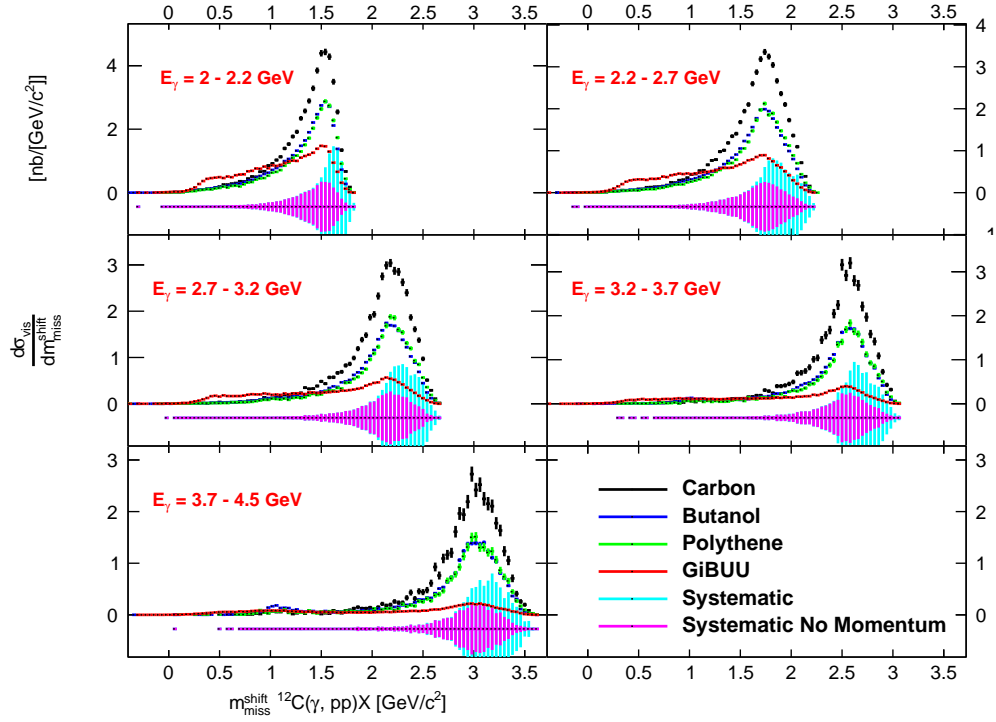 0 0.5 1 1.5 2 2.5 3 3.5
0 0.5 1 1.5 2 2.5 3 3.5
[nb/[GeV/c²]]
dσ_vis / dm^shift_miss
4
2
0
E_γ = 2 - 2.2 GeV
E_γ = 2.2 - 2.7 GeV
4
3
2
1
0
1
3
2
1
0
E_γ = 2.7 - 3.2 GeV
E_γ = 3.2 - 3.7 GeV
3
2
1
0
3
2
1
0
E_γ = 3.7 - 4.5 GeV
Carbon
Butanol
Polythene
GiBUU
Systematic
Systematic No Momentum
3
2
1
0
0 0.5 1 1.5 2 2.5 3 3.5
0 0.5 1 1.5 2 2.5 3 3.5
m^shift_miss ¹²C(γ, pp)X [GeV/c²]